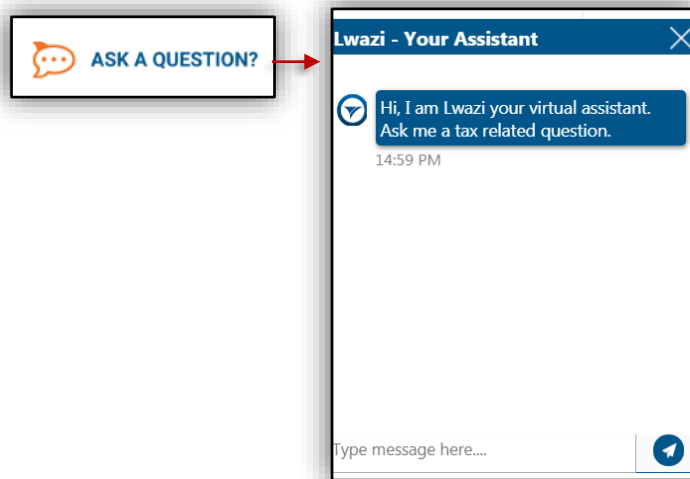 ASK A QUESTION?
Lwazi - Your Assistant
Hi, I am Lwazi your virtual assistant.
Ask me a tax related question.
14:59 PM
Type message here....